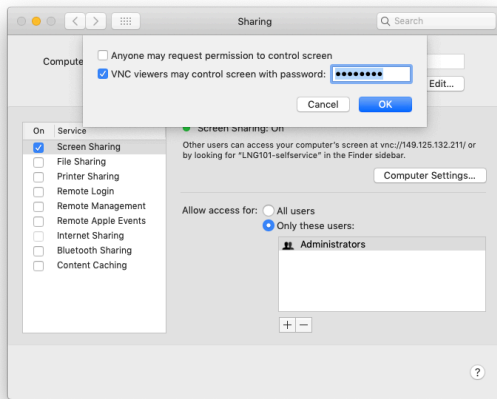 Sharing
Search
Anyone may request permission to control screen
VNC viewers may control screen with password: ●●●●●●●●
Cancel OK
Compute
Edit...
On Service
Screen Sharing
File Sharing
Printer Sharing
Remote Login
Remote Management
Remote Apple Events
Internet Sharing
Bluetooth Sharing
Content Caching
Screen Sharing: On
Other users can access your computer's screen at vnc://149.125.132.211/ or
by looking for "LNG101-selfservice" in the Finder sidebar.
Computer Settings...
Allow access for: All users
Only these users:
Administrators
+ −
?